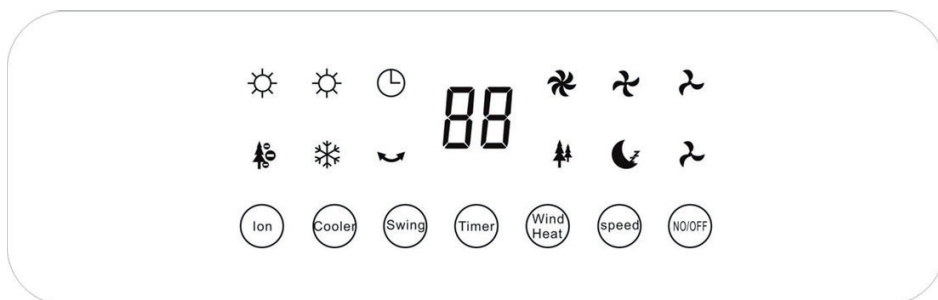 88
Ion
Cooler
Swing
Timer
Wind
Heat
speed
NO/OFF